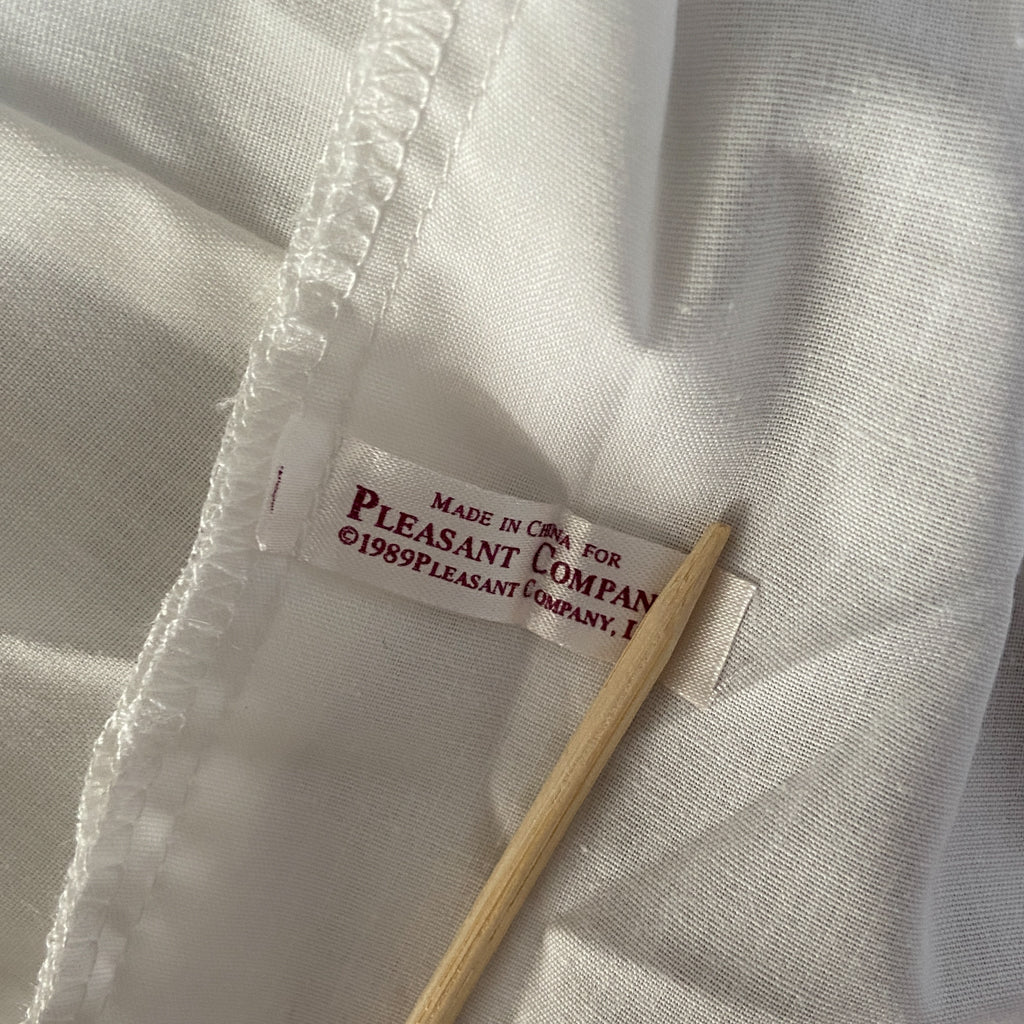 MADE IN CHINA FOR
PLEASANT COMPAN
©1989PLEASANT COMPANY,